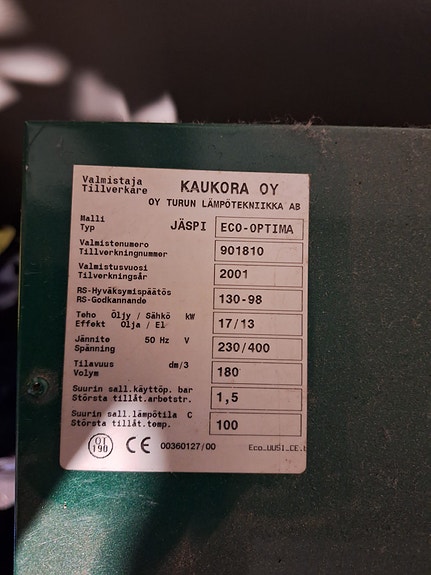 Valmistaja KAUKORA OY
Tillverkare OY TURUN LÄMPÖTEKNIIKKA AB
Malli
Typ JÄSPI ECO-OPTIMA
Valmistenumero
Tillverkningnummer 901810
Valmistusvuosi
Tilverkningsår 2001
RS-Hyväksymispäätös
RS-Godkannande 130-98
Teho Öljy / Sähkö kW
Effekt Olja / El 17/13
Jännite 50 Hz V
Spänning 230/400
Tilavuus dm/3
Volym 180
Suurin sall.käyttöp. bar
Största tillåt.arbetstr. 1,5
Suurin sall.lämpötila C
Största tillåt.temp. 100
QT 190 CE 00360127/00 Eco_UUSI_CE.